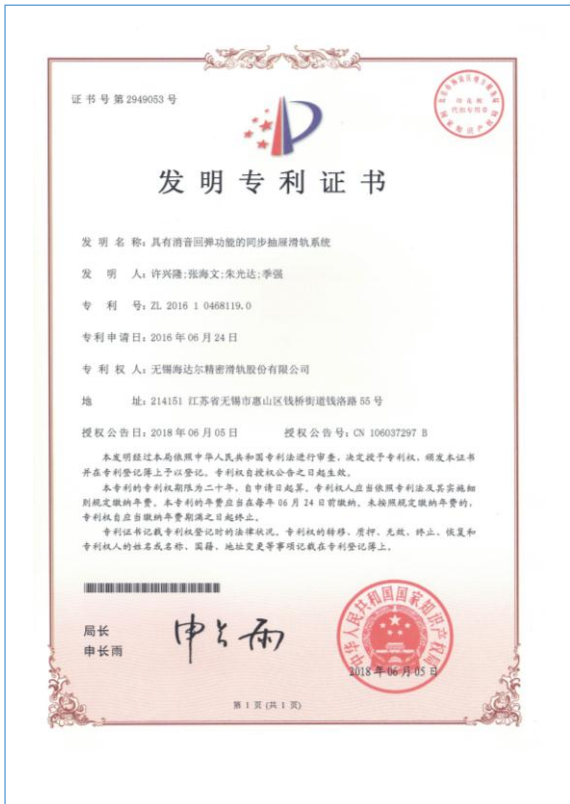 证书号第2949053号
发明专利证书
发明名称：具有消音回弹功能的同步抽屉滑轨系统
发明人：许兴隆;张海文;朱光达;季强
专利号：ZL 2016 1 0468119.0
专利申请日：2016年06月24日
专利权人：无锡海达尔精密滑轨股份有限公司
地址：214151 江苏省无锡市惠山区钱桥街道钱洛路55号
授权公告日：2018年06月05日 授权公告号：CN 106037297 B
本发明经过本局依照中华人民共和国专利法进行审查，决定授予专利权，颁发本证书
并在专利登记簿上予以登记。专利权自授权公告之日起生效。
本专利的专利权期限为二十年，自申请日起算。专利权人应当依照专利法及其实施细
则规定缴纳年费。本专利的年费应当在每年06月24日前缴纳。未按照规定缴纳年费的，
专利权自应当缴纳年费期满之日起终止。
专利证书记载专利权登记时的法律状况。专利权的转移、质押、无效、终止、恢复和
专利权人的姓名或名称、国籍、地址变更等事项记载在专利登记簿上。
局长
申长雨
申长雨
中华人民共和国国家知识产权局
2018年06月05日
第1页(共1页)